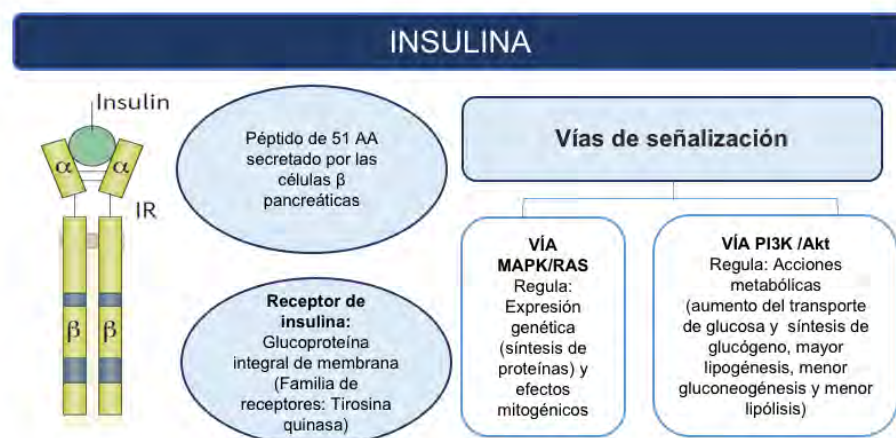 INSULINA
Insulin
α
α
IR
β
β
Péptido de 51 AA
secretado por las
células β
pancreáticas
Receptor de
insulina:
Glucoproteína
integral de membrana
(Familia de
receptores: Tirosina
quinasa)
Vías de señalización
VÍA
MAPK/RAS
Regula:
Expresión
genética
(síntesis de
proteínas) y
efectos
mitogénicos
VÍA PI3K /Akt
Regula: Acciones
metabólicas
(aumento del transporte
de glucosa y síntesis de
glucógeno, mayor
lipogénesis, menor
gluconeogénesis y menor
lipólisis)